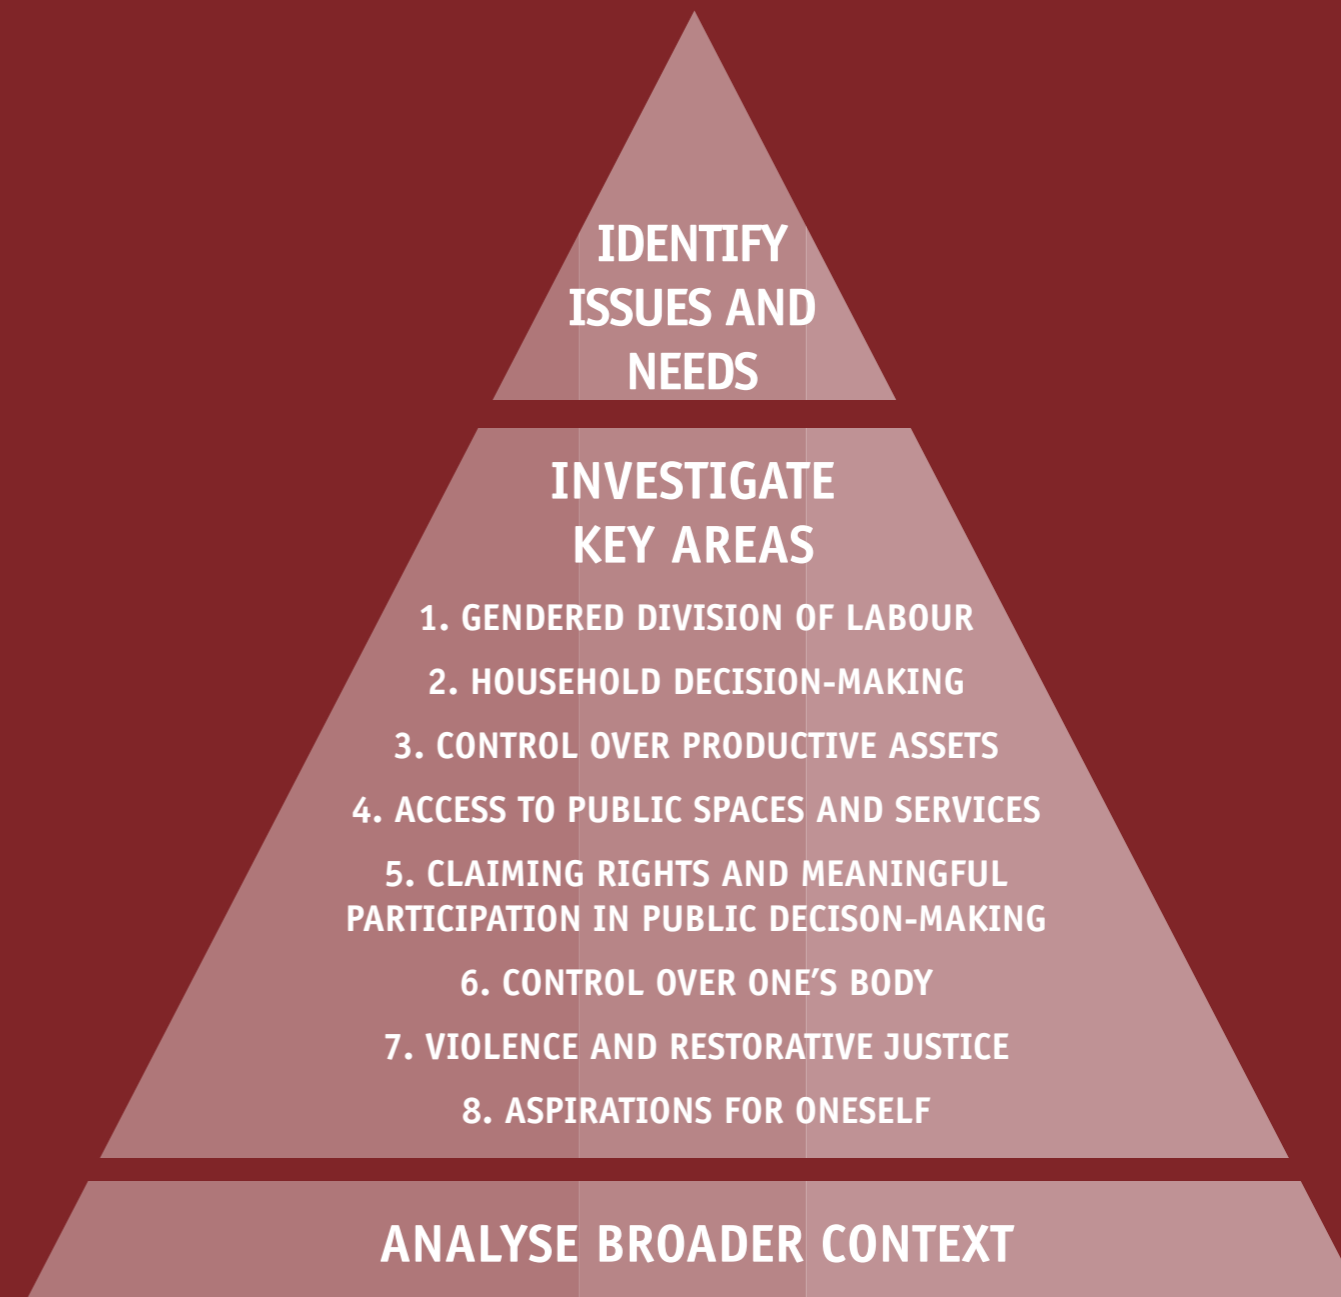 IDENTIFY
ISSUES AND
NEEDS
INVESTIGATE
KEY AREAS
1. GENDERED DIVISION OF LABOUR
2. HOUSEHOLD DECISION-MAKING
3. CONTROL OVER PRODUCTIVE ASSETS
4. ACCESS TO PUBLIC SPACES AND SERVICES
5. CLAIMING RIGHTS AND MEANINGFUL
PARTICIPATION IN PUBLIC DECISON-MAKING
6. CONTROL OVER ONE’S BODY
7. VIOLENCE AND RESTORATIVE JUSTICE
8. ASPIRATIONS FOR ONESELF
ANALYSE BROADER CONTEXT